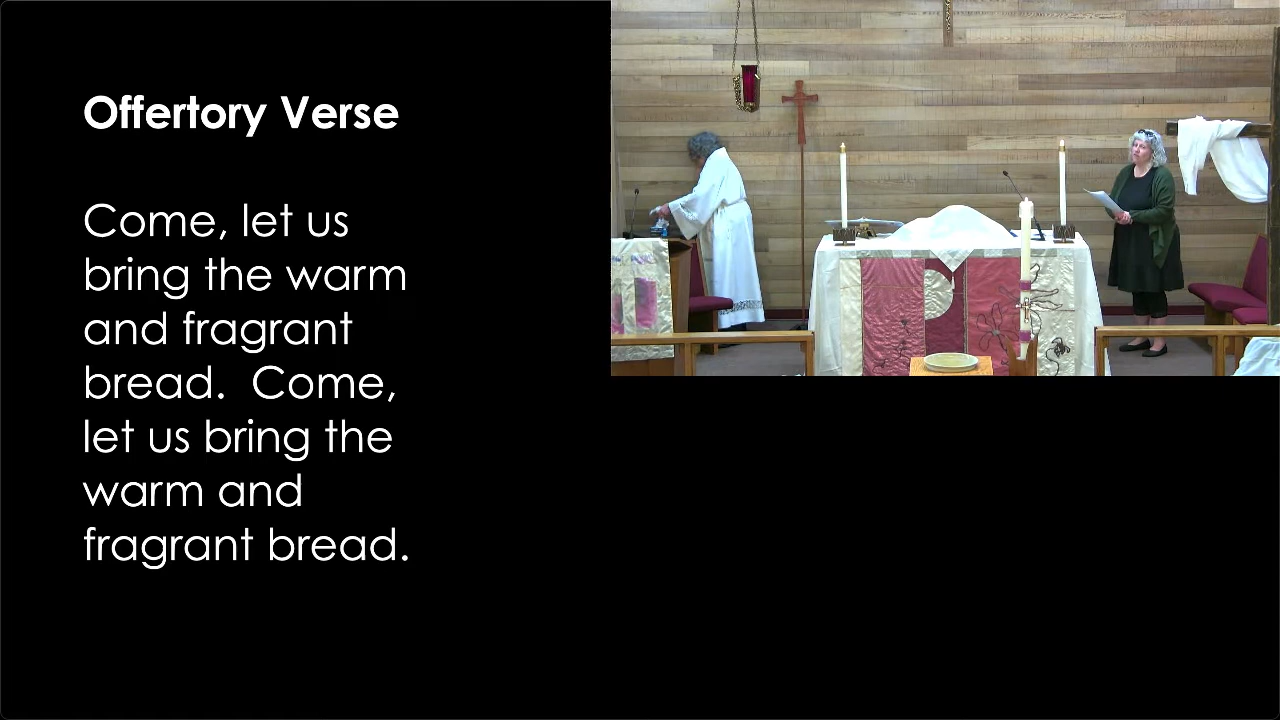 Offertory Verse
Come, let us
bring the warm
and fragrant
bread.  Come,
let us bring the
warm and
fragrant bread.